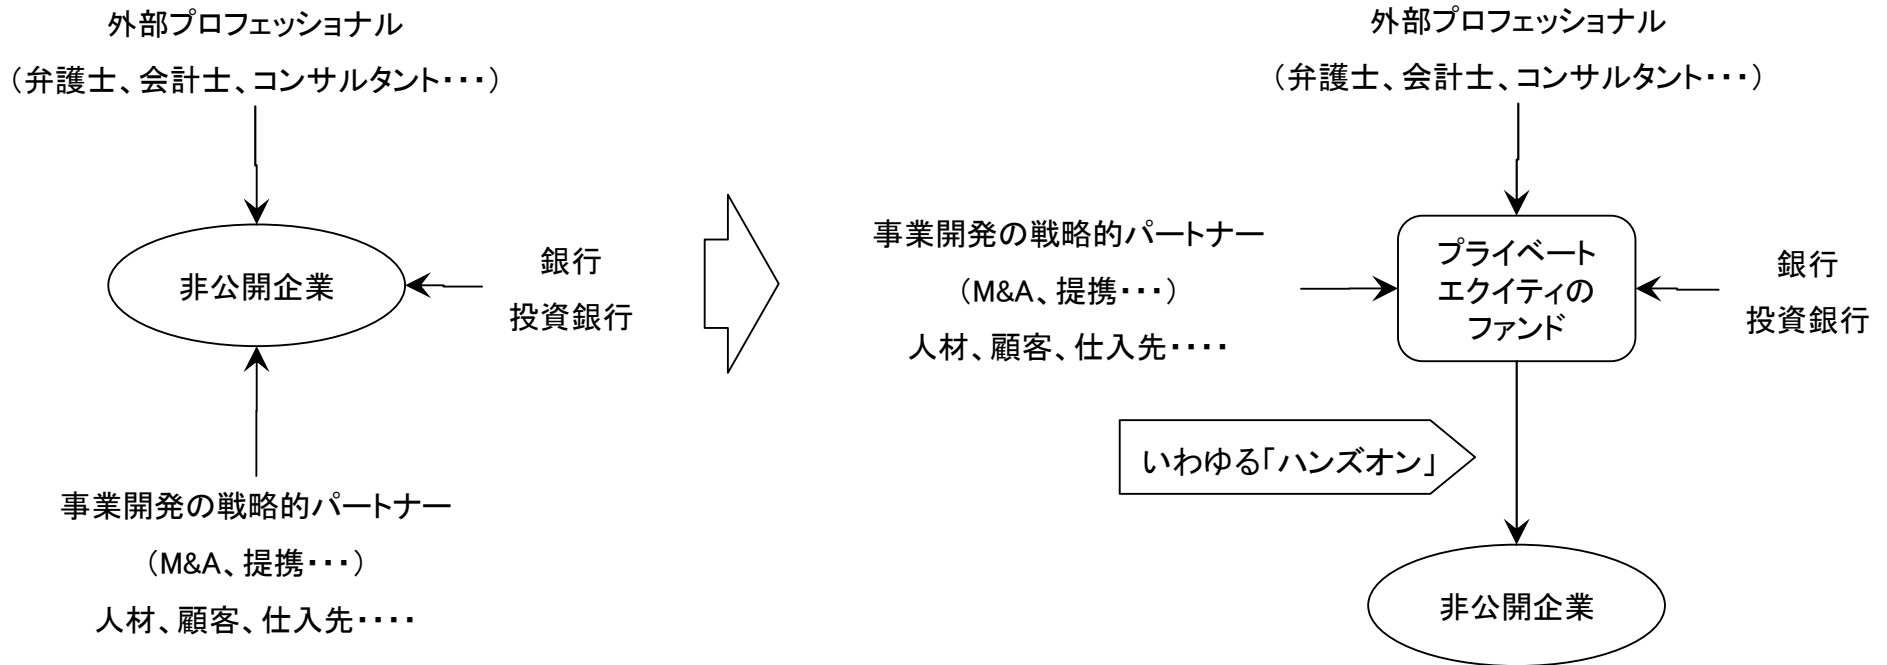 外部プロフェッショナル
（弁護士、会計士、コンサルタント・・・）
非公開企業
銀行
投資銀行
事業開発の戦略的パートナー
（M&A、提携・・・）
人材、顧客、仕入先・・・・
外部プロフェッショナル
（弁護士、会計士、コンサルタント・・・）
事業開発の戦略的パートナー
（M&A、提携・・・）
人材、顧客、仕入先・・・・
プライベート
エクイティの
ファンド
銀行
投資銀行
いわゆる「ハンズオン」
非公開企業